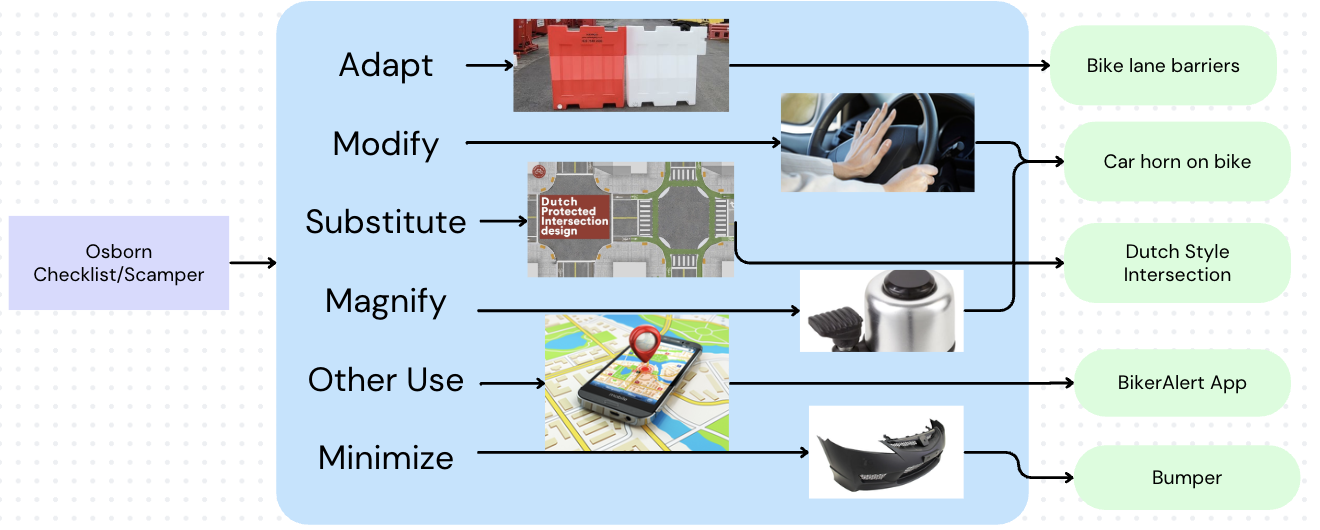 Adapt
Bike lane barriers
Modify
Car horn on bike
Dutch
Protected
Intersection
design
Substitute
Osborn
Checklist/Scamper
Dutch Style
Intersection
Magnify
Other Use
BikerAlert App
Minimize
Bumper